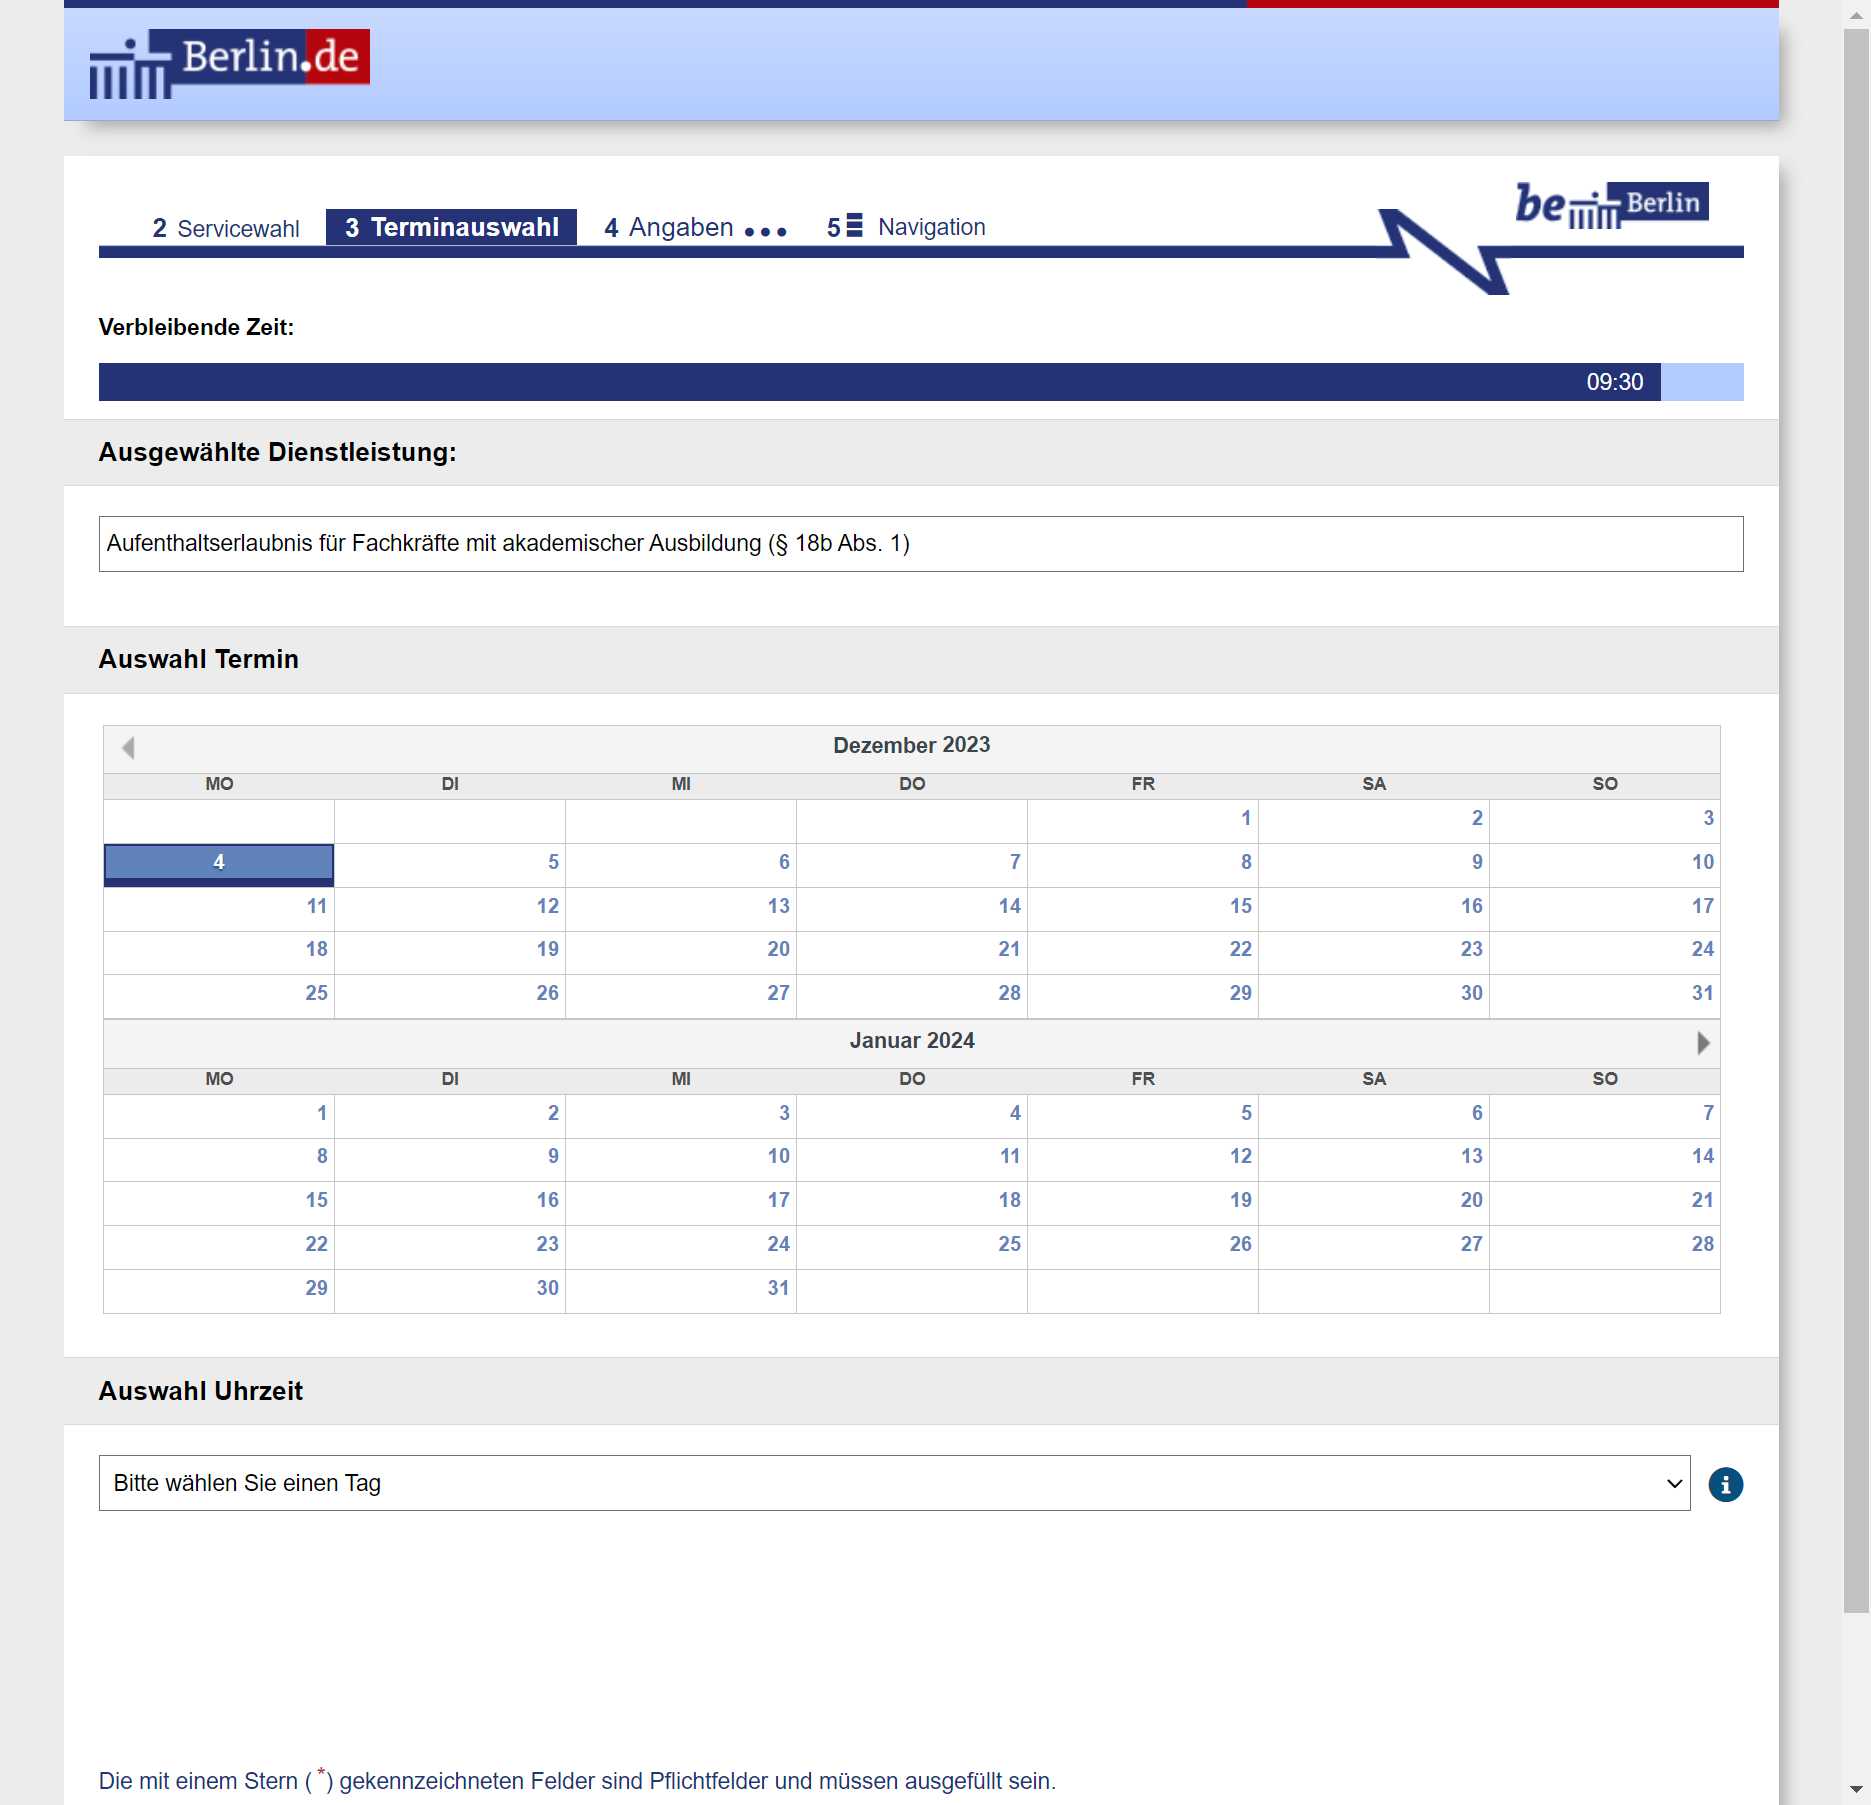 Berlin.de
be Berlin
2 Servicewahl 3 Terminauswahl 4 Angaben 5 Navigation
Verbleibende Zeit:
09:30
Ausgewählte Dienstleistung:
Aufenthaltserlaubnis für Fachkräfte mit akademischer Ausbildung (§ 18b Abs. 1)
Auswahl Termin
Dezember 2023
MO DI MI DO FR SA SO
1 2 3
4 5 6 7 8 9 10
11 12 13 14 15 16 17
18 19 20 21 22 23 24
25 26 27 28 29 30 31
Januar 2024
MO DI MI DO FR SA SO
1 2 3 4 5 6 7
8 9 10 11 12 13 14
15 16 17 18 19 20 21
22 23 24 25 26 27 28
29 30 31
Auswahl Uhrzeit
Bitte wählen Sie einen Tag
Die mit einem Stern ( *) gekennzeichneten Felder sind Pflichtfelder und müssen ausgefüllt sein.